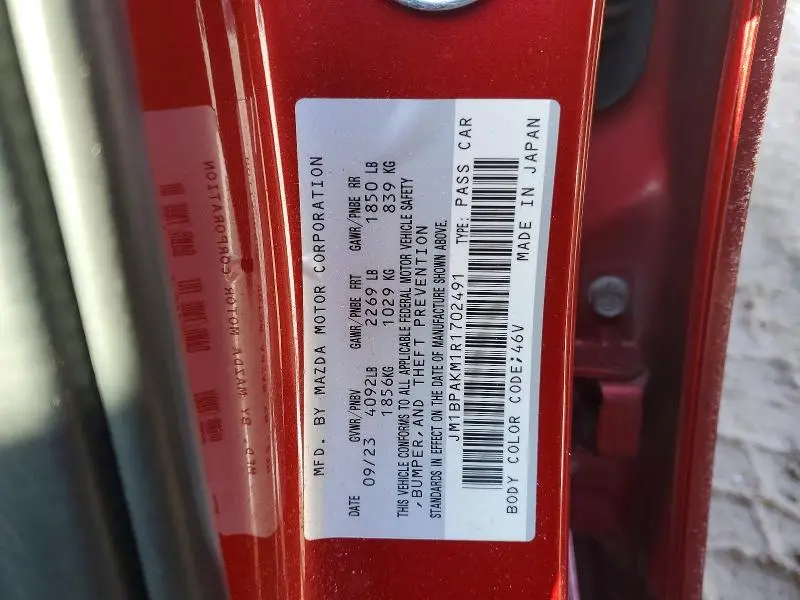 MFD. BY MAZDA MOTOR CORPORATION
DATE GVWR/PNBV GAWR/PNBE FRT GAWR/PNBE RR
09/23 4092LB 2269 LB 1850 LB
1856KG 1029 KG 839 KG
THIS VEHICLE CONFORMS TO ALL APPLICABLE FEDERAL MOTOR VEHICLE SAFETY
,BUMPER,AND THEFT PREVENTION
STANDARDS IN EFFECT ON THE DATE OF MANUFACTURE SHOWN ABOVE.
JM1BPAKM1R1702491 TYPE: PASS CAR
BODY COLOR CODE:46V MADE IN JAPAN